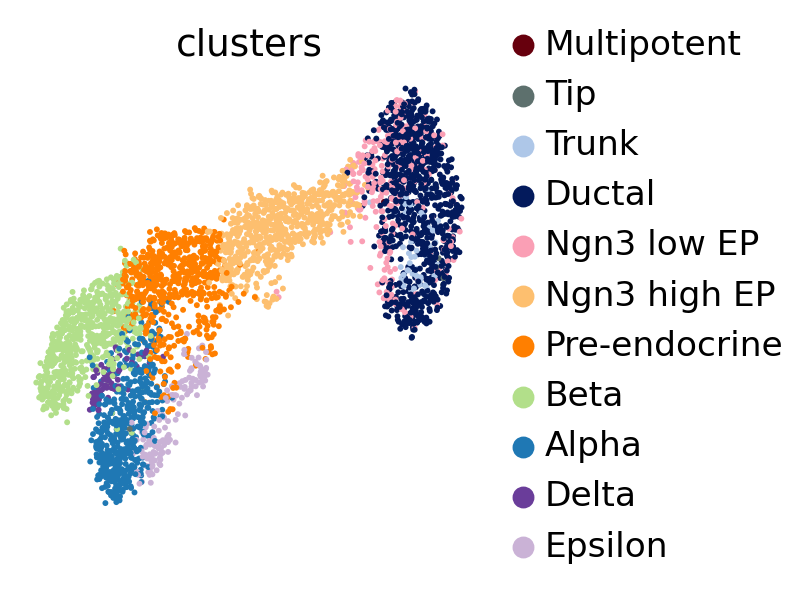 clusters
Multipotent
Tip
Trunk
Ductal
Ngn3 low EP
Ngn3 high EP
Pre-endocrine
Beta
Alpha
Delta
Epsilon